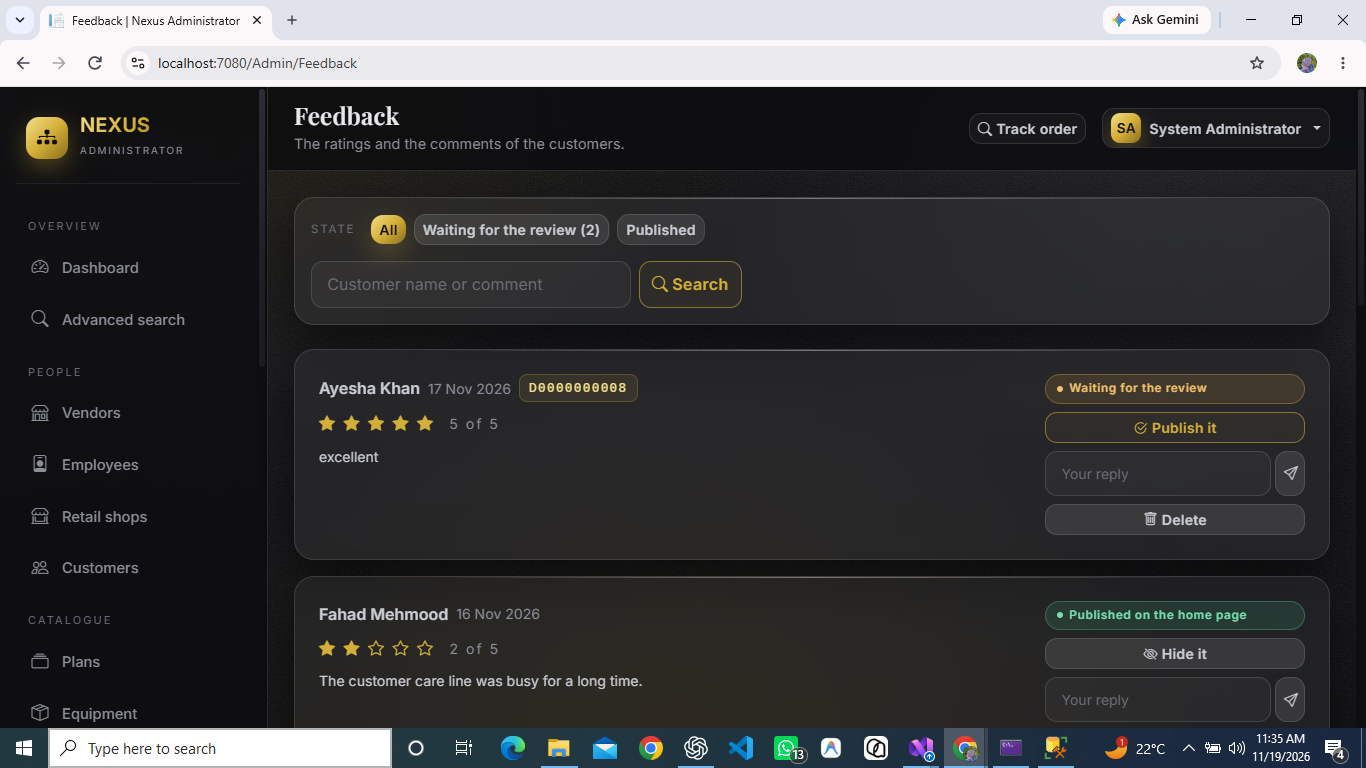 Feedback | Nexus Administrator
Ask Gemini
localhost:7080/Admin/Feedback
NEXUS
ADMINISTRATOR
OVERVIEW
Dashboard
Advanced search
PEOPLE
Vendors
Employees
Retail shops
Customers
CATALOGUE
Plans
Equipment
Feedback
The ratings and the comments of the customers.
Track order
SA System Administrator
STATE All Waiting for the review (2) Published
Customer name or comment Search
Ayesha Khan 17 Nov 2026 D0000000008
5 of 5
excellent
Waiting for the review
Publish it
Your reply
Delete
Fahad Mehmood 16 Nov 2026
2 of 5
The customer care line was busy for a long time.
Published on the home page
Hide it
Your reply
Type here to search
13
1
22°C
11:35 AM
11/19/2026
4